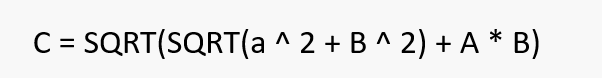 C = SQRT(SQRT(a ^ 2 + B ^ 2) + A * B)